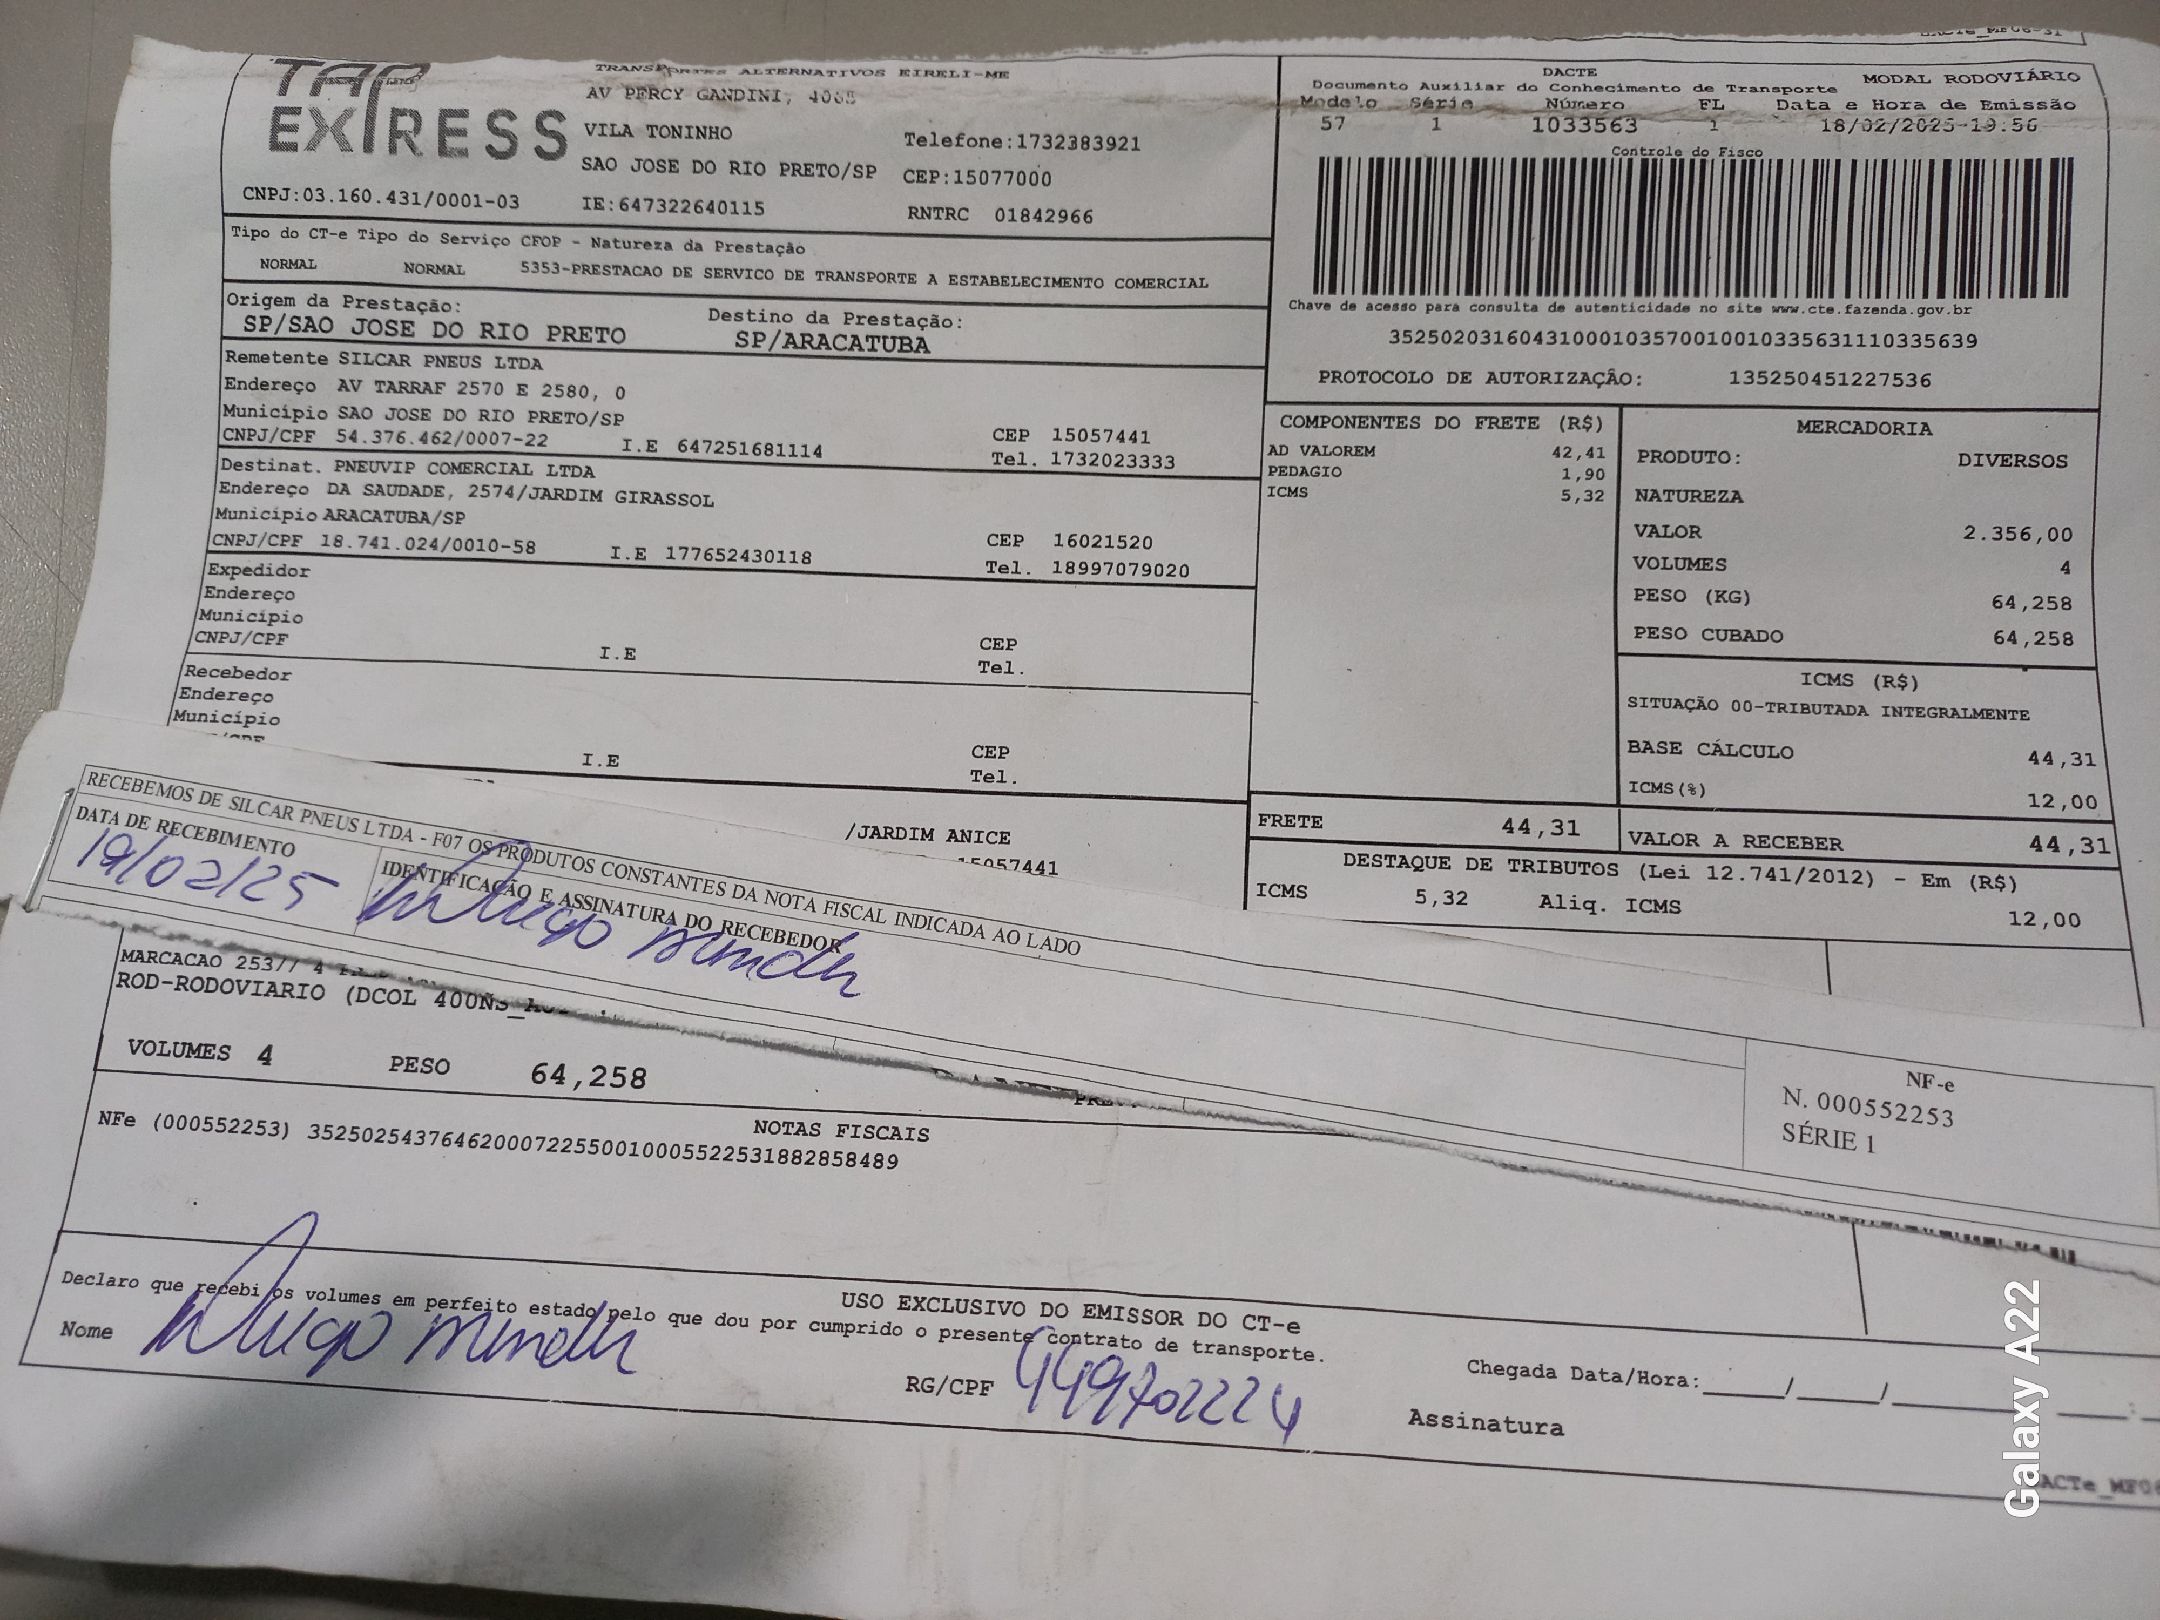 EXPRESS
TRANSPORTES ALTERNATIVOS EIRELI-ME
AV PERCY GANDINI, 4065
VILA TONINHO
Telefone:1732383921
SAO JOSE DO RIO PRETO/SP CEP:15077000
CNPJ:03.160.431/0001-03 IE:647322640115 RNTRC 01842966
Tipo do CT-e Tipo do Serviço CFOP - Natureza da Prestação
NORMAL NORMAL 5353-PRESTACAO DE SERVICO DE TRANSPORTE A ESTABELECIMENTO COMERCIAL
Origem da Prestação: Destino da Prestação:
SP/SAO JOSE DO RIO PRETO SP/ARACATUBA
Remetente SILCAR PNEUS LTDA
Endereço AV TARRAF 2570 E 2580, 0
Município SAO JOSE DO RIO PRETO/SP CEP 15057441
CNPJ/CPF 54.376.462/0007-22 I.E 647251681114 Tel. 1732023333
Destinat. PNEUVIP COMERCIAL LTDA
Endereço DA SAUDADE, 2574/JARDIM GIRASSOL
Município ARACATUBA/SP CEP 16021520
CNPJ/CPF 18.741.024/0010-58 I.E 177652430118 Tel. 18997079020
Expedidor
Endereço
Município CEP
CNPJ/CPF I.E Tel.
Recebedor
Endereço
Município CEP
I.E Tel.
/JARDIM ANICE
15057441
DACTE MODAL RODOVIÁRIO
Documento Auxiliar do Conhecimento de Transporte
Modelo Série Número FL Data e Hora de Emissão
57 1 1033563 1 18/02/2025-19:56
Controle do Fisco
Chave de acesso para consulta de autenticidade no site www.cte.fazenda.gov.br
35250203160431000103570010010335631110335639
PROTOCOLO DE AUTORIZAÇÃO: 135250451227536
COMPONENTES DO FRETE (R$)
AD VALOREM 42,41
PEDAGIO 1,90
ICMS 5,32
MERCADORIA
PRODUTO: DIVERSOS
NATUREZA
VALOR 2.356,00
VOLUMES 4
PESO (KG) 64,258
PESO CUBADO 64,258
ICMS (R$)
SITUAÇÃO 00-TRIBUTADA INTEGRALMENTE
BASE CÁLCULO 44,31
ICMS(%) 12,00
FRETE 44,31 VALOR A RECEBER 44,31
DESTAQUE DE TRIBUTOS (Lei 12.741/2012) - Em (R$)
ICMS 5,32 Aliq. ICMS 12,00
RECEBEMOS DE SILCAR PNEUS LTDA - F07 OS PRODUTOS CONSTANTES DA NOTA FISCAL INDICADA AO LADO
DATA DE RECEBIMENTO IDENTIFICAÇÃO E ASSINATURA DO RECEBEDOR
19/02/25
NF-e
N. 000552253
SÉRIE 1
MARCACAO 253// 4
ROD-RODOVIARIO (DCOL 400NS
VOLUMES 4 PESO 64,258
NOTAS FISCAIS
NFe (000552253) 35250254376462000722550010005522531882858489
USO EXCLUSIVO DO EMISSOR DO CT-e
Declaro que recebi os volumes em perfeito estado pelo que dou por cumprido o presente contrato de transporte.
Nome RG/CPF 449702224 Chegada Data/Hora:
Assinatura
Galaxy A22